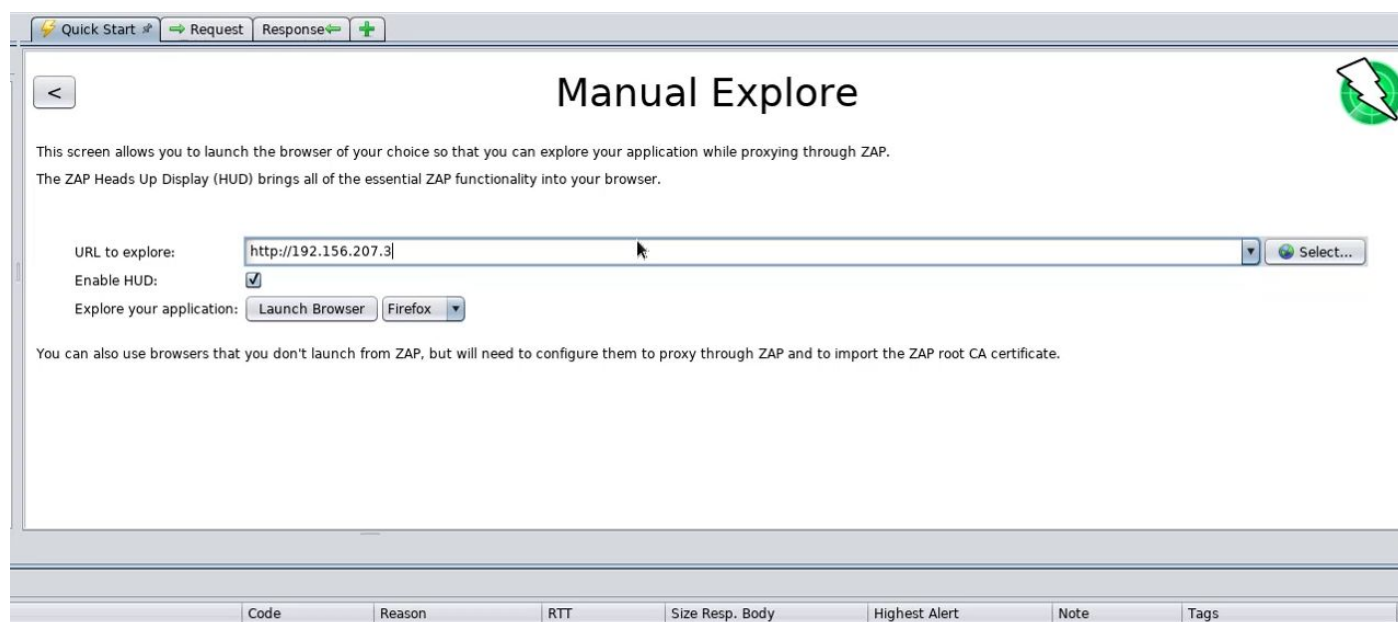 Quick Start Request Response
<
Manual Explore
This screen allows you to launch the browser of your choice so that you can explore your application while proxying through ZAP.
The ZAP Heads Up Display (HUD) brings all of the essential ZAP functionality into your browser.
URL to explore: http://192.156.207.3 Select...
Enable HUD:
Explore your application: Launch Browser Firefox
You can also use browsers that you don't launch from ZAP, but will need to configure them to proxy through ZAP and to import the ZAP root CA certificate.
Code Reason RTT Size Resp. Body Highest Alert Note Tags